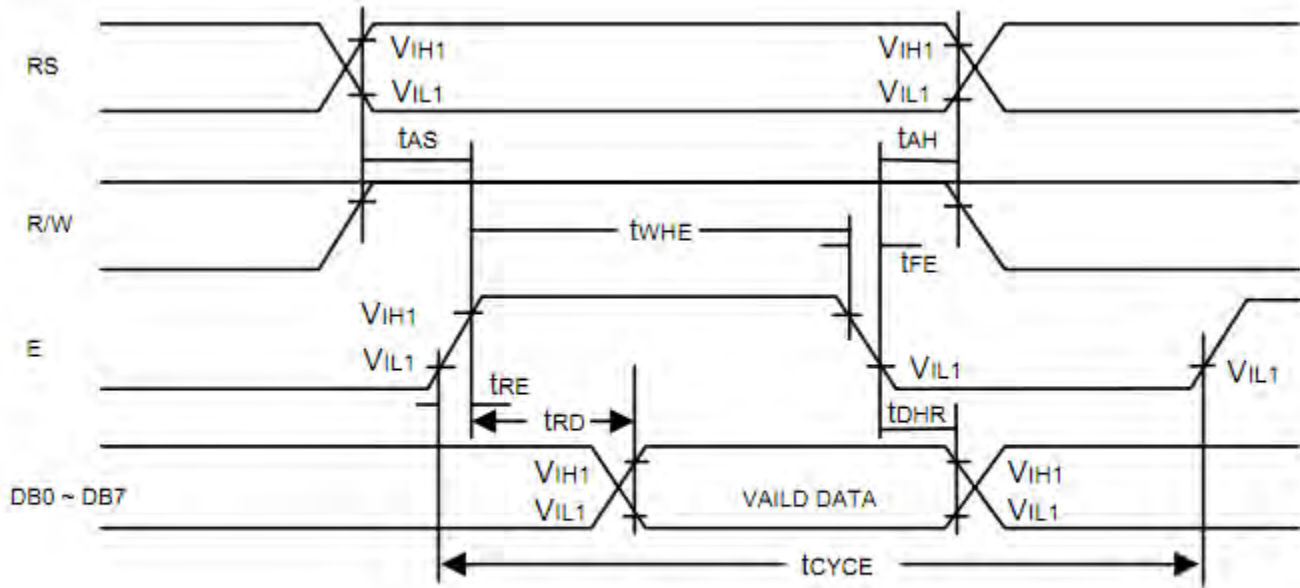 RS
VIH1
VIH1
VIL1
VIL1
tAS
tAH
R/W
tWHE
tFE
E
VIH1
VIL1
VIL1
VIL1
tRE
tRD
tDHR
DB0 ~ DB7
VIH1
VAILD DATA
VIH1
VIL1
VIL1
tCYCE